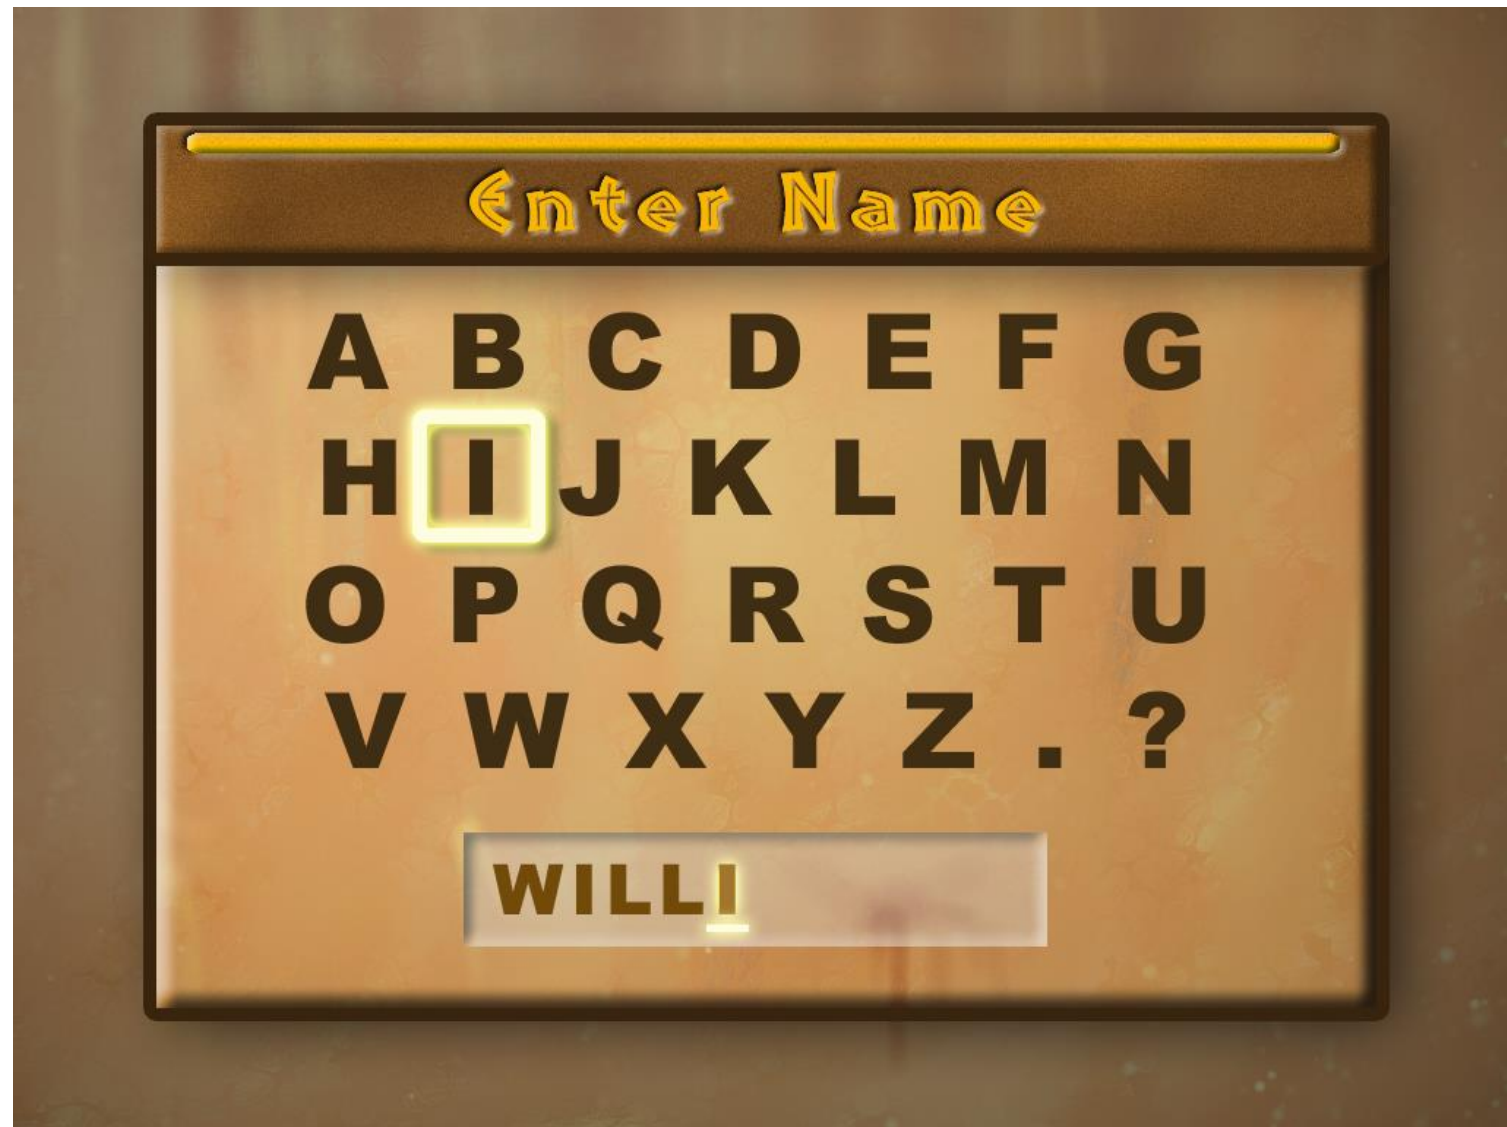 Enter Name
A B C D E F G
H I J K L M N
O P Q R S T U
V W X Y Z . ?
WILLI